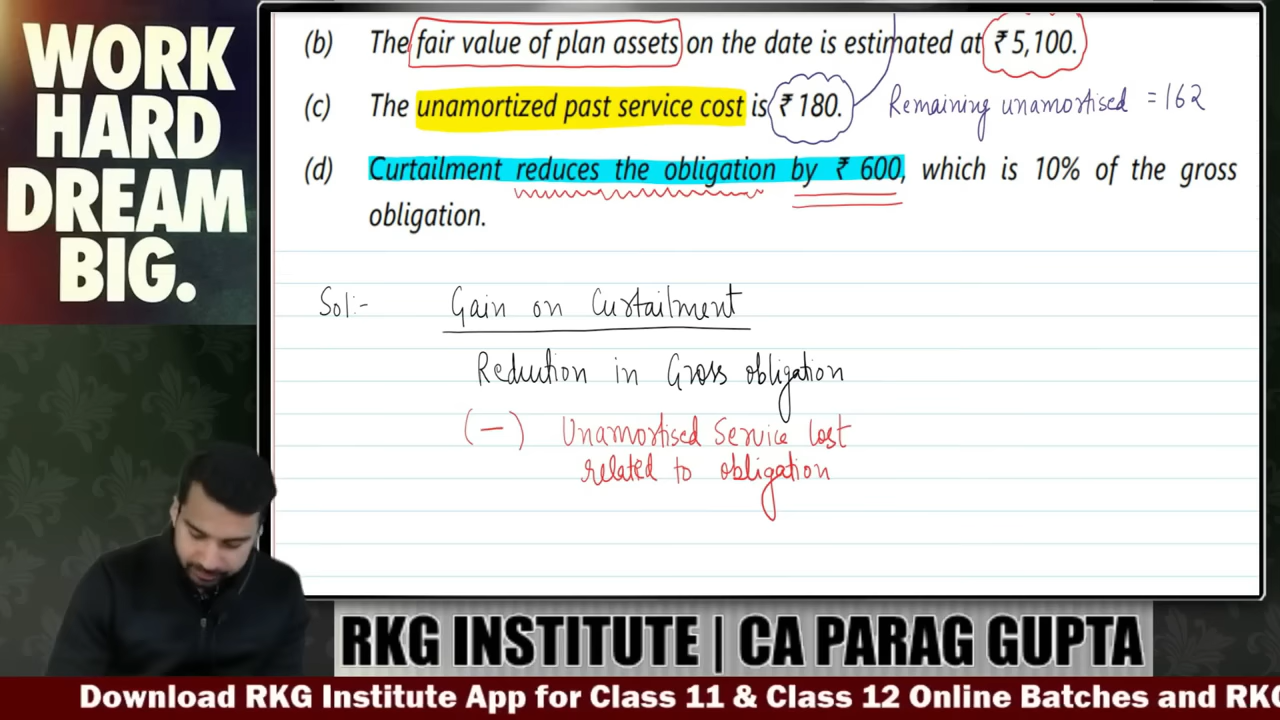 WORK
HARD
DREAM
BIG.
(b) The fair value of plan assets on the date is estimated at ₹ 5,100.
(c) The unamortized past service cost is ₹ 180. Remaining unamortised = 162
(d) Curtailment reduces the obligation by ₹ 600, which is 10% of the gross
obligation.
Sol:- Gain on Curtailment
Reduction in Gross obligation
(-) Unamortised Service Cost
related to obligation
RKG INSTITUTE | CA PARAG GUPTA
Download RKG Institute App for Class 11 & Class 12 Online Batches and RKG